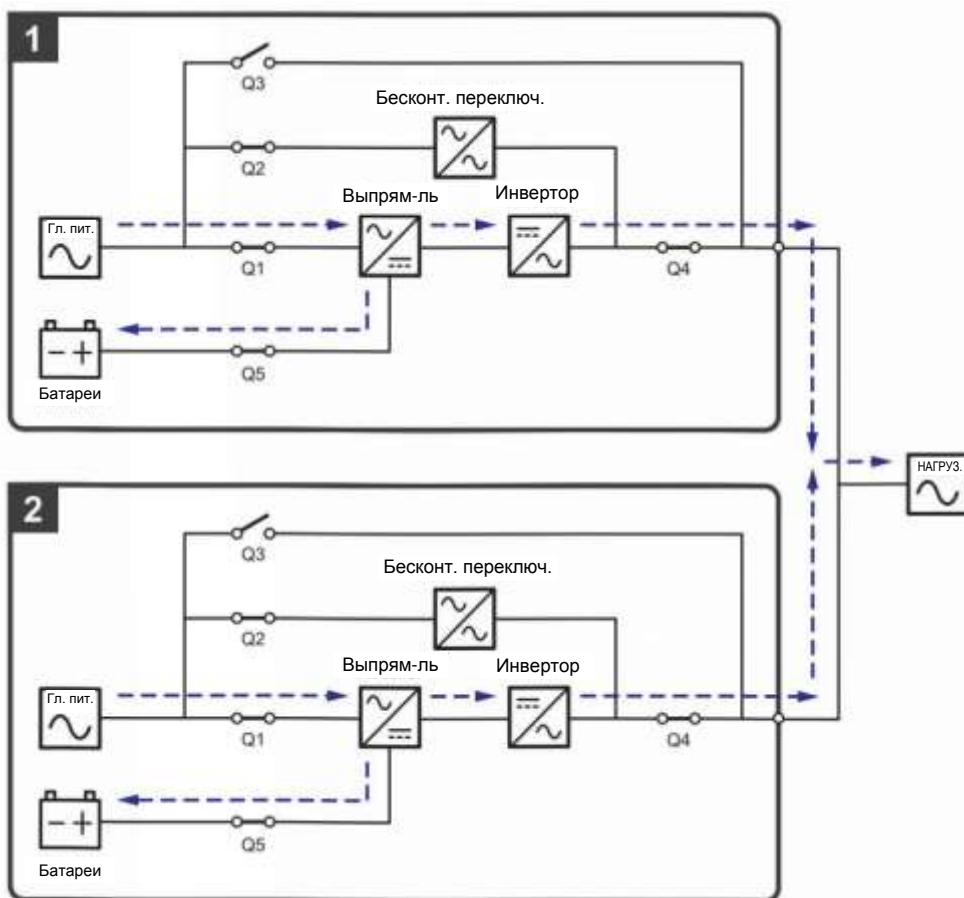 1
Q3
Бесконт. переключ.
Q2
Выпрям-ль
Инвертор
Гл. пит.
Q1
Q4
Q5
Батареи
НАГРУЗ.
2
Q3
Бесконт. переключ.
Q2
Выпрям-ль
Инвертор
Гл. пит.
Q1
Q4
Q5
Батареи